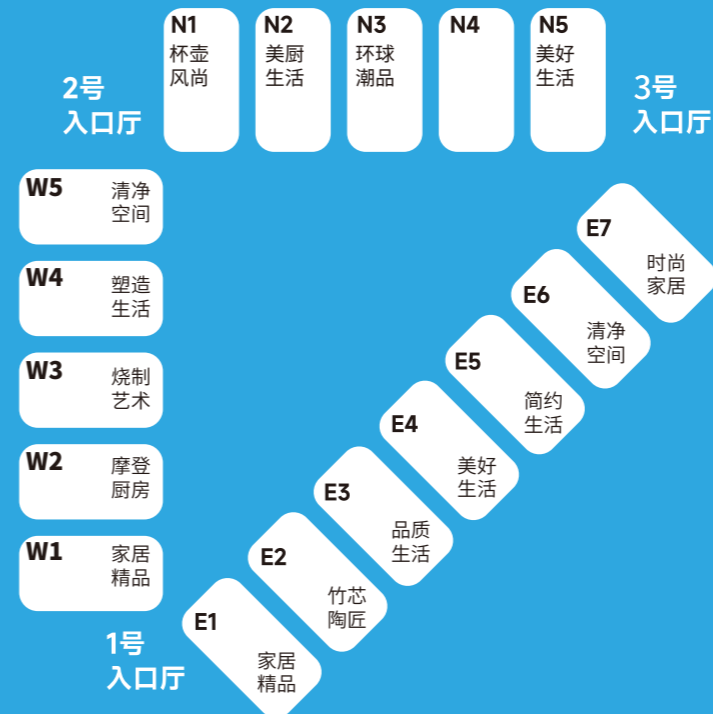 N1
杯壶
风尚
N2
美厨
生活
N3
环球
潮品
N4
N5
美好
生活
2号
入口厅
3号
入口厅
W5
清净
空间
W4
塑造
生活
W3
烧制
艺术
W2
摩登
厨房
W1
家居
精品
E7
时尚
家居
E6
清净
空间
E5
简约
生活
E4
美好
生活
E3
品质
生活
E2
竹芯
陶匠
E1
家居
精品
1号
入口厅